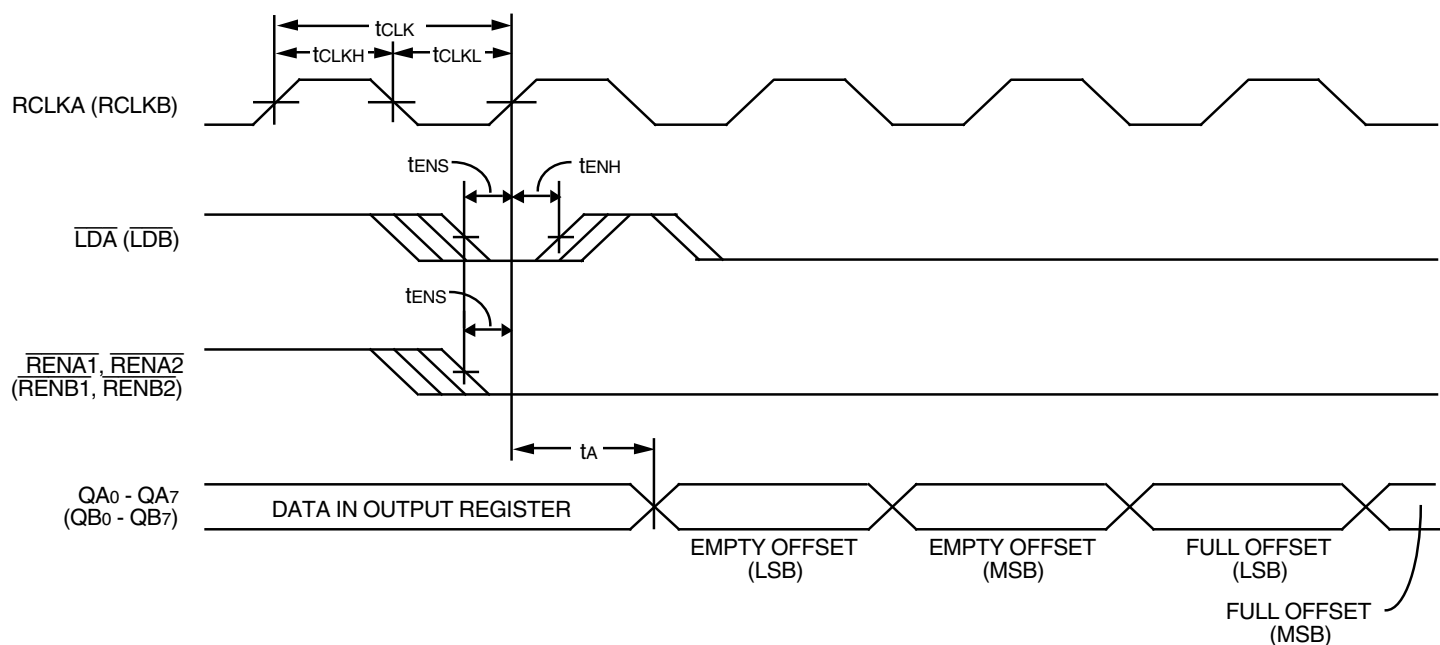 tCLK
tCLKH
tCLKL
RCLKA (RCLKB)
tENS
tENH
LDA (LDB)
tENS
RENA1, RENA2
(RENB1, RENB2)
tA
QA0 - QA7
(QB0 - QB7)
DATA IN OUTPUT REGISTER
EMPTY OFFSET
(LSB)
EMPTY OFFSET
(MSB)
FULL OFFSET
(LSB)
FULL OFFSET
(MSB)